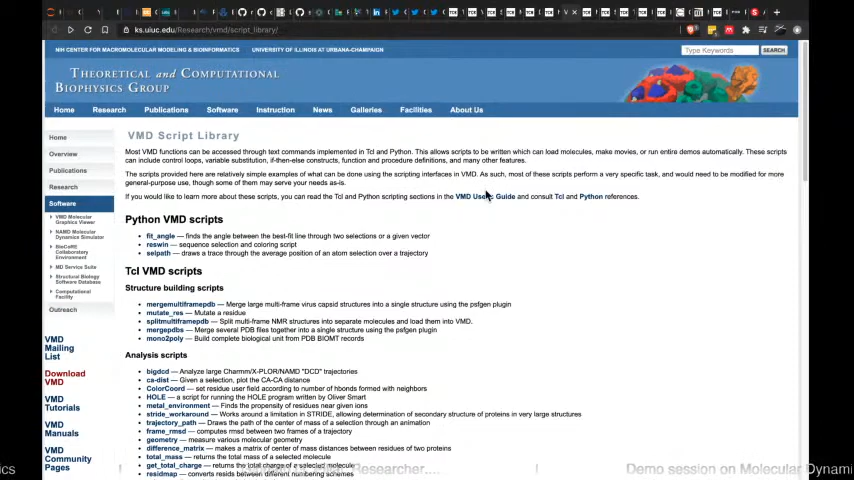 ks.uiuc.edu/Research/vmd/script_library/
NIH CENTER FOR MACROMOLECULAR MODELING & BIOINFORMATICS
UNIVERSITY OF ILLINOIS AT URBANA-CHAMPAIGN
Type Keywords
SEARCH
THEORETICAL and COMPUTATIONAL
BIOPHYSICS GROUP
Home Research Publications Software Instruction News Galleries Facilities About Us
Home
Overview
Publications
Research
Software
VMD Molecular
Graphics Viewer
NAMD Molecular
Dynamics Simulator
BioCoRE
Collaboratory
Environment
MD Service Suite
Structural Biology
Software Database
Computational
Facility
Outreach
VMD
Mailing
List
Download
VMD
VMD
Tutorials
VMD
Manuals
VMD
Community
Pages
VMD Script Library
Most VMD functions can be accessed through text commands implemented in Tcl and Python. This allows scripts to be written which can load molecules, make movies, or run entire demos automatically. These scripts
can include control loops, variable substitution, if-then-else constructs, function and procedure definitions, and many other features.
The scripts provided here are relatively simple examples of what can be done using the scripting interfaces in VMD. As such, most of these scripts perform a very specific task, and would need to be modified for more
general-purpose use, though some of them may serve your needs as-is.
If you would like to learn more about these scripts, you can read the Tcl and Python scripting sections in the VMD Users Guide and consult Tcl and Python references.
Python VMD scripts
fit_angle — finds the angle between the best-fit line through two selections or a given vector
reswin — sequence selection and coloring script
selpath — draws a trace through the average position of an atom selection over a trajectory
Tcl VMD scripts
Structure building scripts
mergemultiframepdb — Merge large multi-frame virus capsid structures into a single structure using the psfgen plugin
mutate_res — Mutate a residue
splitmultiframepdb — Split multi-frame NMR structures into separate molecules and load them into VMD.
mergepdbs — Merge several PDB files together into a single structure using the psfgen plugin
mono2poly — Build complete biological unit from PDB BIOMT records
Analysis scripts
bigdcd — Analyze large Charmm/X-PLOR/NAMD "DCD" trajectories
ca-dist — Given a selection, plot the CA-CA distance
ColorCoord — set residue user field according to number of hbonds formed with neighbors
HOLE — a script for running the HOLE program written by Oliver Smart
metal_environment — Finds the propensity of residues near given ions
stride_workaround — Works around a limitation in STRIDE, allowing determination of secondary structure of proteins in very large structures
trajectory_path — Draws the path of the center of mass of a selection through an animation
frame_rmsd — computes rmsd between two frames of a trajectory
geometry — measure various molecular geometry
difference_matrix — makes a matrix of center of mass distances between residues of two proteins
total_mass — returns the total mass of a selected molecule
get_total_charge — returns the total charge of a selected molecule
residmap — converts resids between different numbering schemes
ics | Researcher.... | Demo session on Molecular Dynami